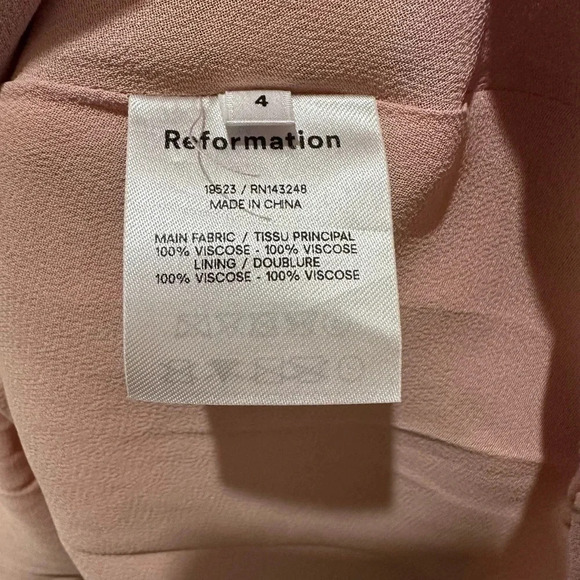 4
Reformation
19523 / RN143248
MADE IN CHINA
MAIN FABRIC / TISSU PRINCIPAL
100% VISCOSE - 100% VISCOSE
LINING / DOUBLURE
100% VISCOSE - 100% VISCOSE